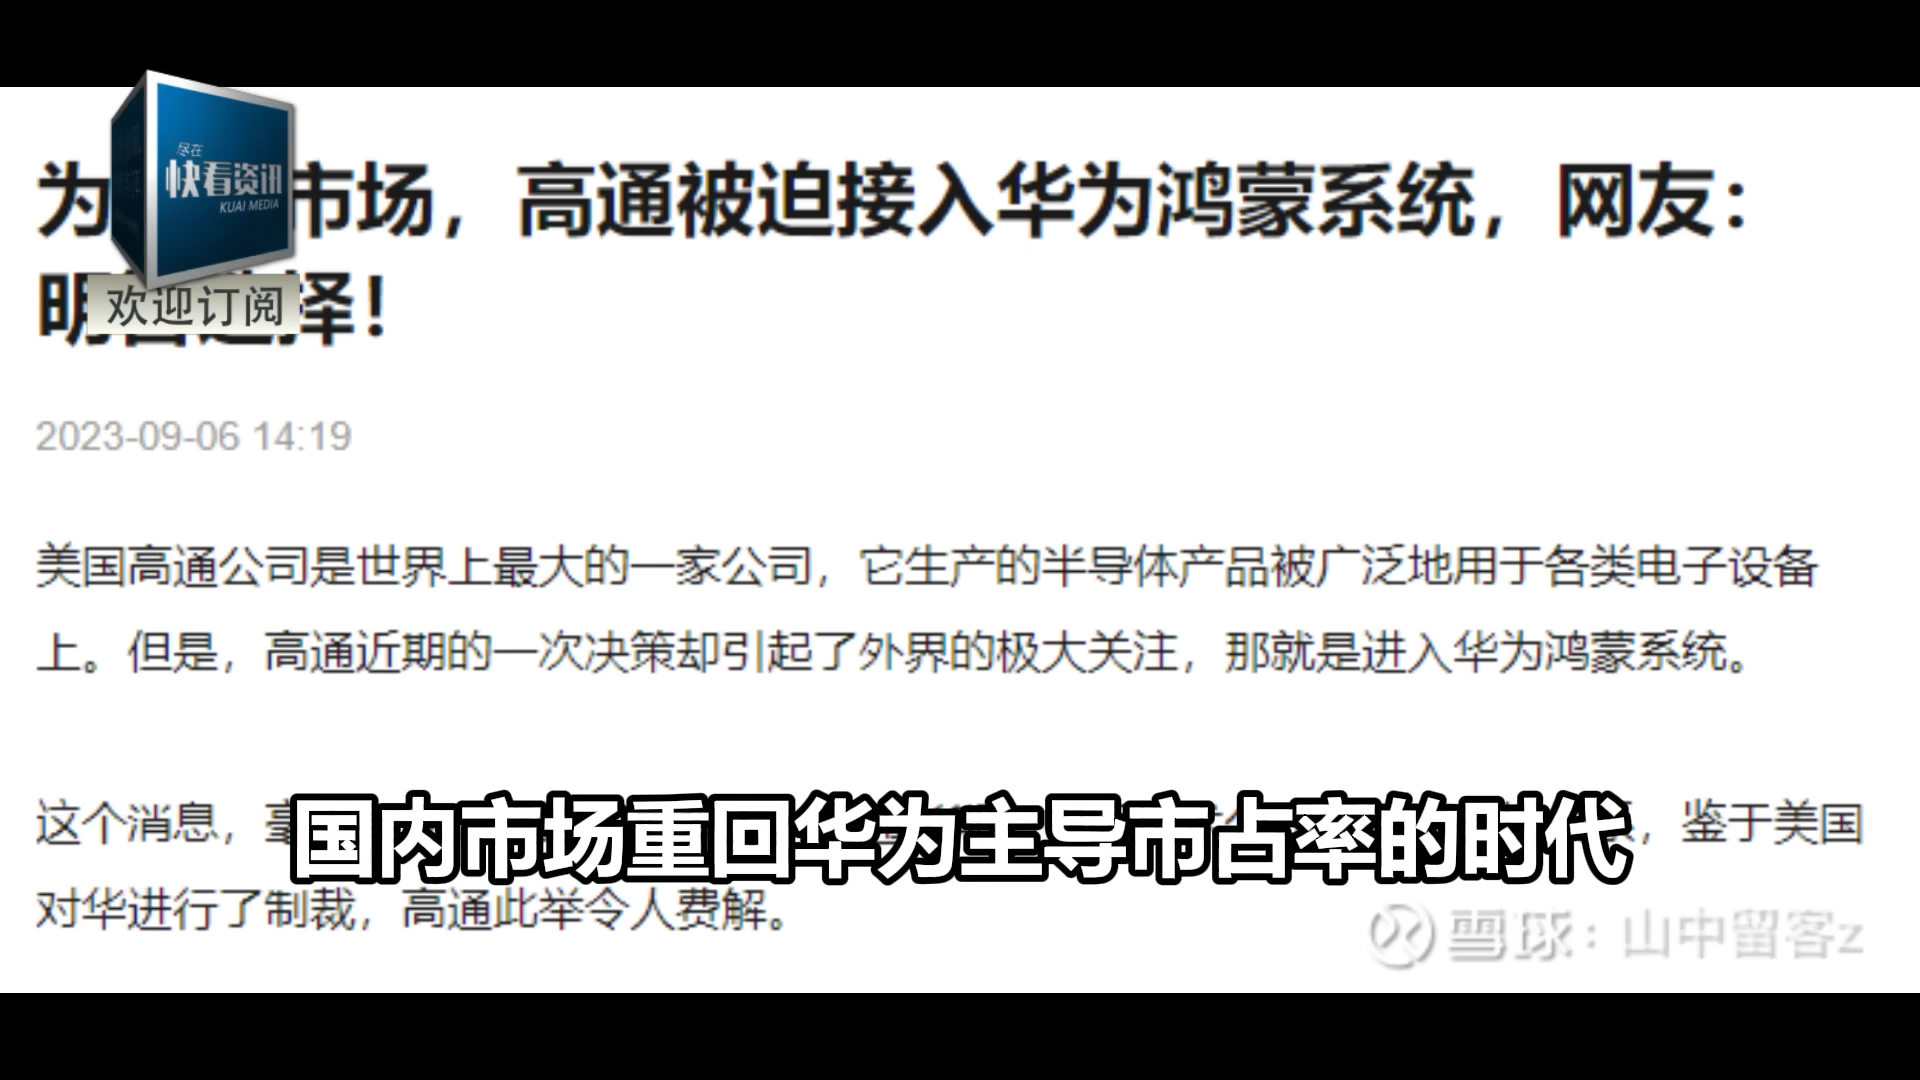 尽在
快看资讯
KUAI MEDIA
欢迎订阅
为 市场，高通被迫接入华为鸿蒙系统，网友：
明智选择！
2023-09-06 14:19
美国高通公司是世界上最大的一家公司，它生产的半导体产品被广泛地用于各类电子设备
上。但是，高通近期的一次决策却引起了外界的极大关注，那就是进入华为鸿蒙系统。
这个消息，毫 ，鉴于美国
国内市场重回华为主导市占率的时代
对华进行了制裁，高通此举令人费解。
雪球：山中留客z